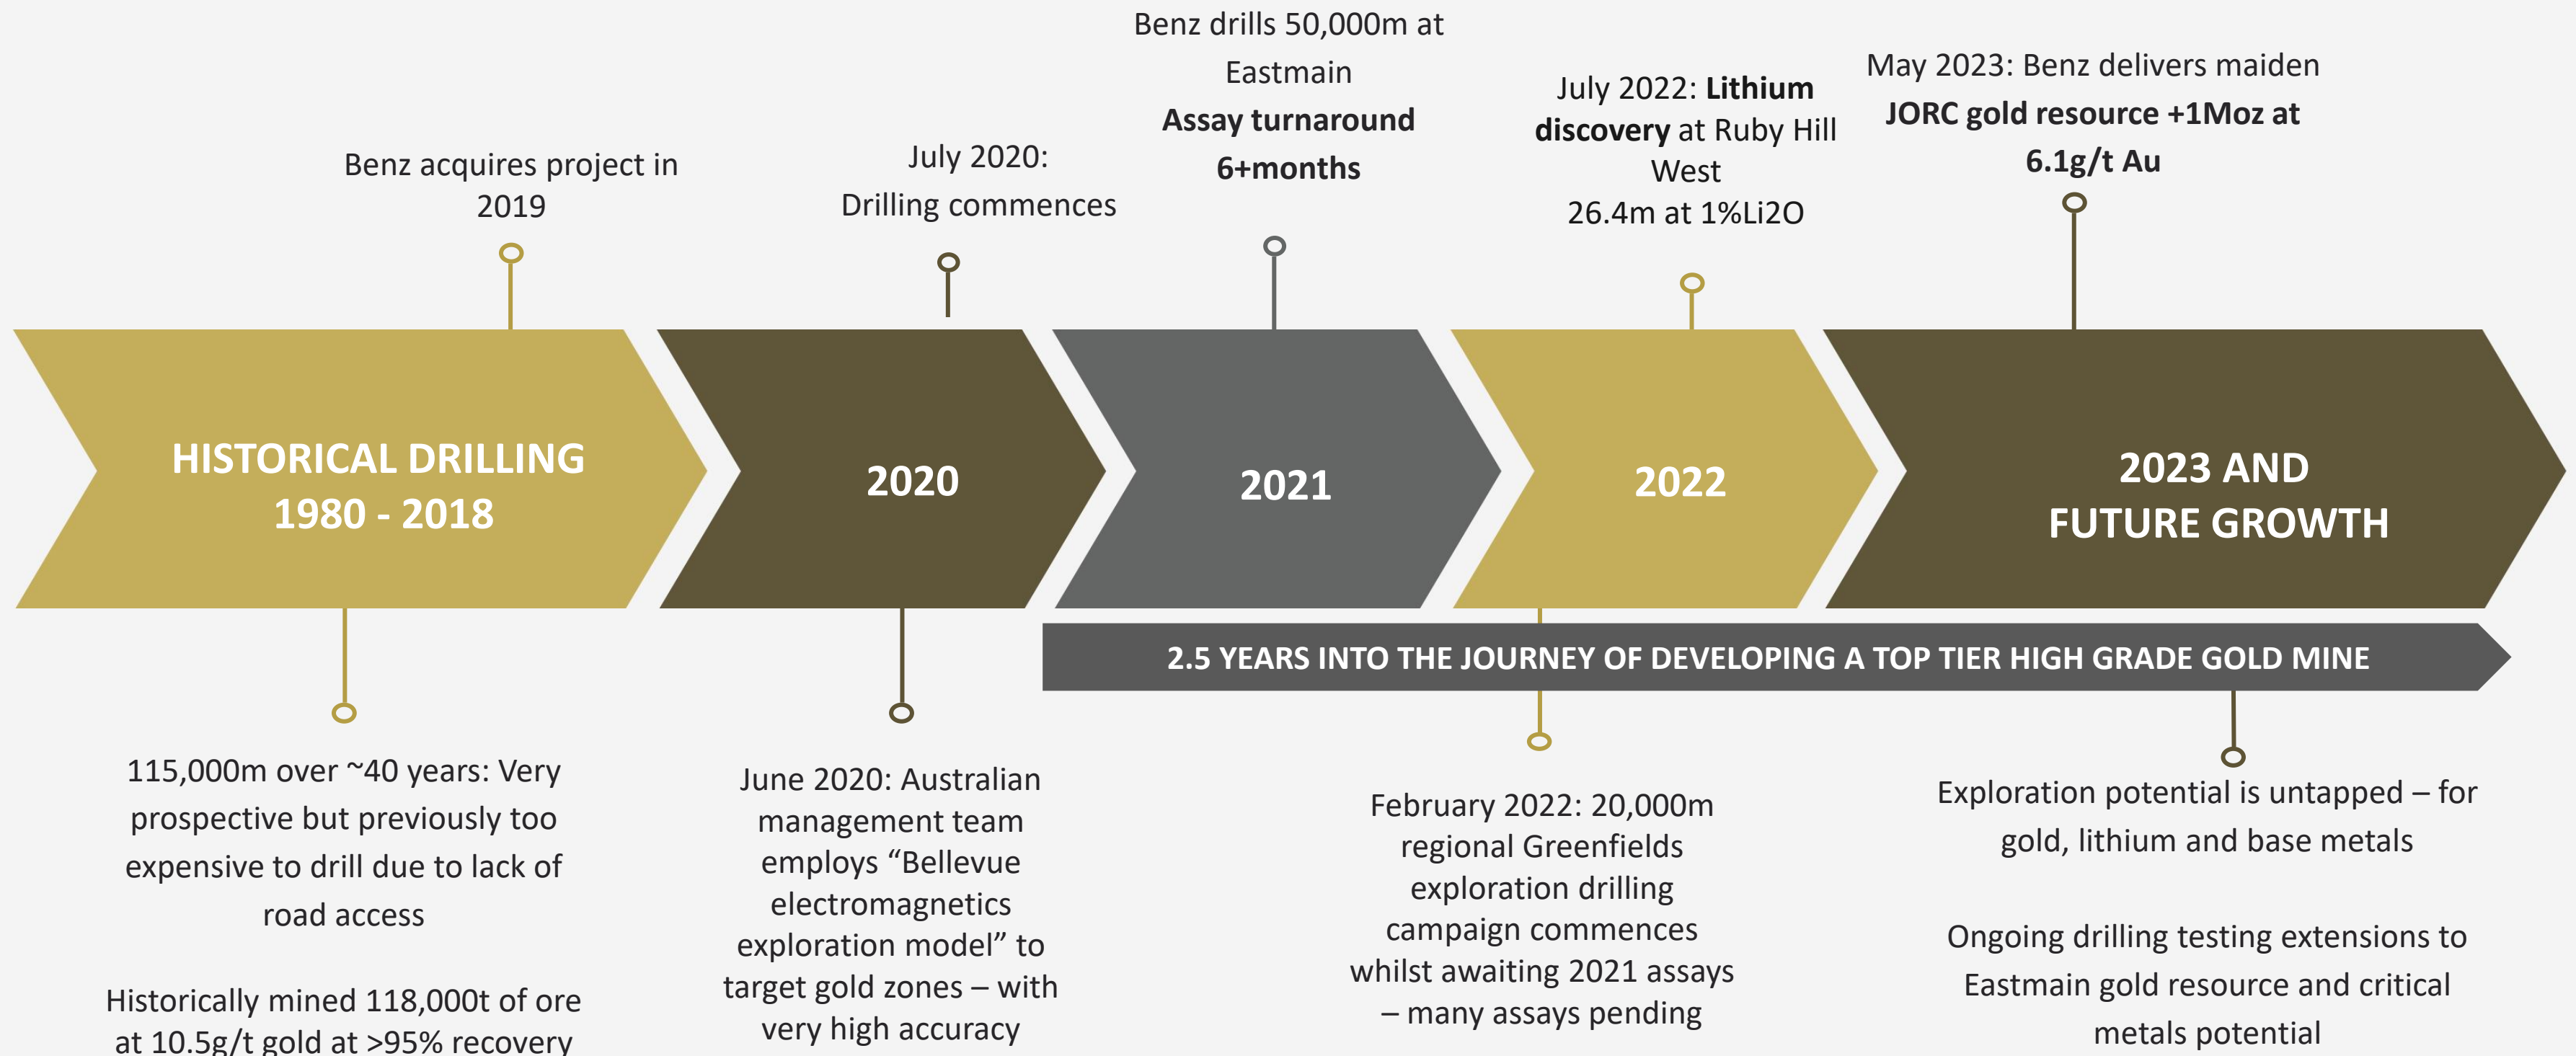 Benz acquires project in
2019
July 2020:
Drilling commences
Benz drills 50,000m at
Eastmain
Assay turnaround
6+months
July 2022: Lithium
discovery at Ruby Hill
West
26.4m at 1%Li2O
May 2023: Benz delivers maiden
JORC gold resource +1Moz at
6.1g/t Au
HISTORICAL DRILLING
1980 - 2018
2020
2021
2022
2023 AND
FUTURE GROWTH
2.5 YEARS INTO THE JOURNEY OF DEVELOPING A TOP TIER HIGH GRADE GOLD MINE
115,000m over ~40 years: Very
prospective but previously too
expensive to drill due to lack of
road access
Historically mined 118,000t of ore
at 10.5g/t gold at >95% recovery
June 2020: Australian
management team
employs “Bellevue
electromagnetics
exploration model” to
target gold zones – with
very high accuracy
February 2022: 20,000m
regional Greenfields
exploration drilling
campaign commences
whilst awaiting 2021 assays
– many assays pending
Exploration potential is untapped – for
gold, lithium and base metals
Ongoing drilling testing extensions to
Eastmain gold resource and critical
metals potential